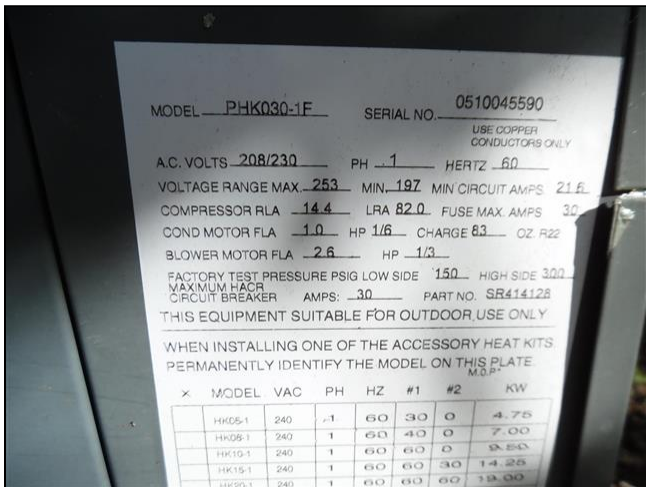 MODEL PHK030-1F SERIAL NO. 0510045590
USE COPPER
CONDUCTORS ONLY
A.C. VOLTS 208/230 PH 1 HERTZ 60
VOLTAGE RANGE MAX. 253 MIN. 197 MIN CIRCUIT AMPS
COMPRESSOR RLA 14.4 LRA 82.0 FUSE MAX. AMPS 30
COND MOTOR FLA 1.0 HP 1/6 CHARGE 83 OZ. R22
BLOWER MOTOR FLA 2.6 HP 1/3
FACTORY TEST PRESSURE PSIG LOW SIDE 150 HIGH SIDE 300
MAXIMUM HACR
CIRCUIT BREAKER AMPS: 30 PART NO. SR414128
THIS EQUIPMENT SUITABLE FOR OUTDOOR USE ONLY
WHEN INSTALLING ONE OF THE ACCESSORY HEAT KITS
PERMANENTLY IDENTIFY THE MODEL ON THIS PLATE
M.O.P*
X MODEL VAC PH HZ #1 #2 KW
HK05-1 240 1 60 30 0 4.75
HK08-1 240 1 60 40 0 7.00
HK10-1 240 1 60 60 0 9.50
HK15-1 240 1 60 60 30 14.25
HK20-1 240 1 60 60 60 19.00